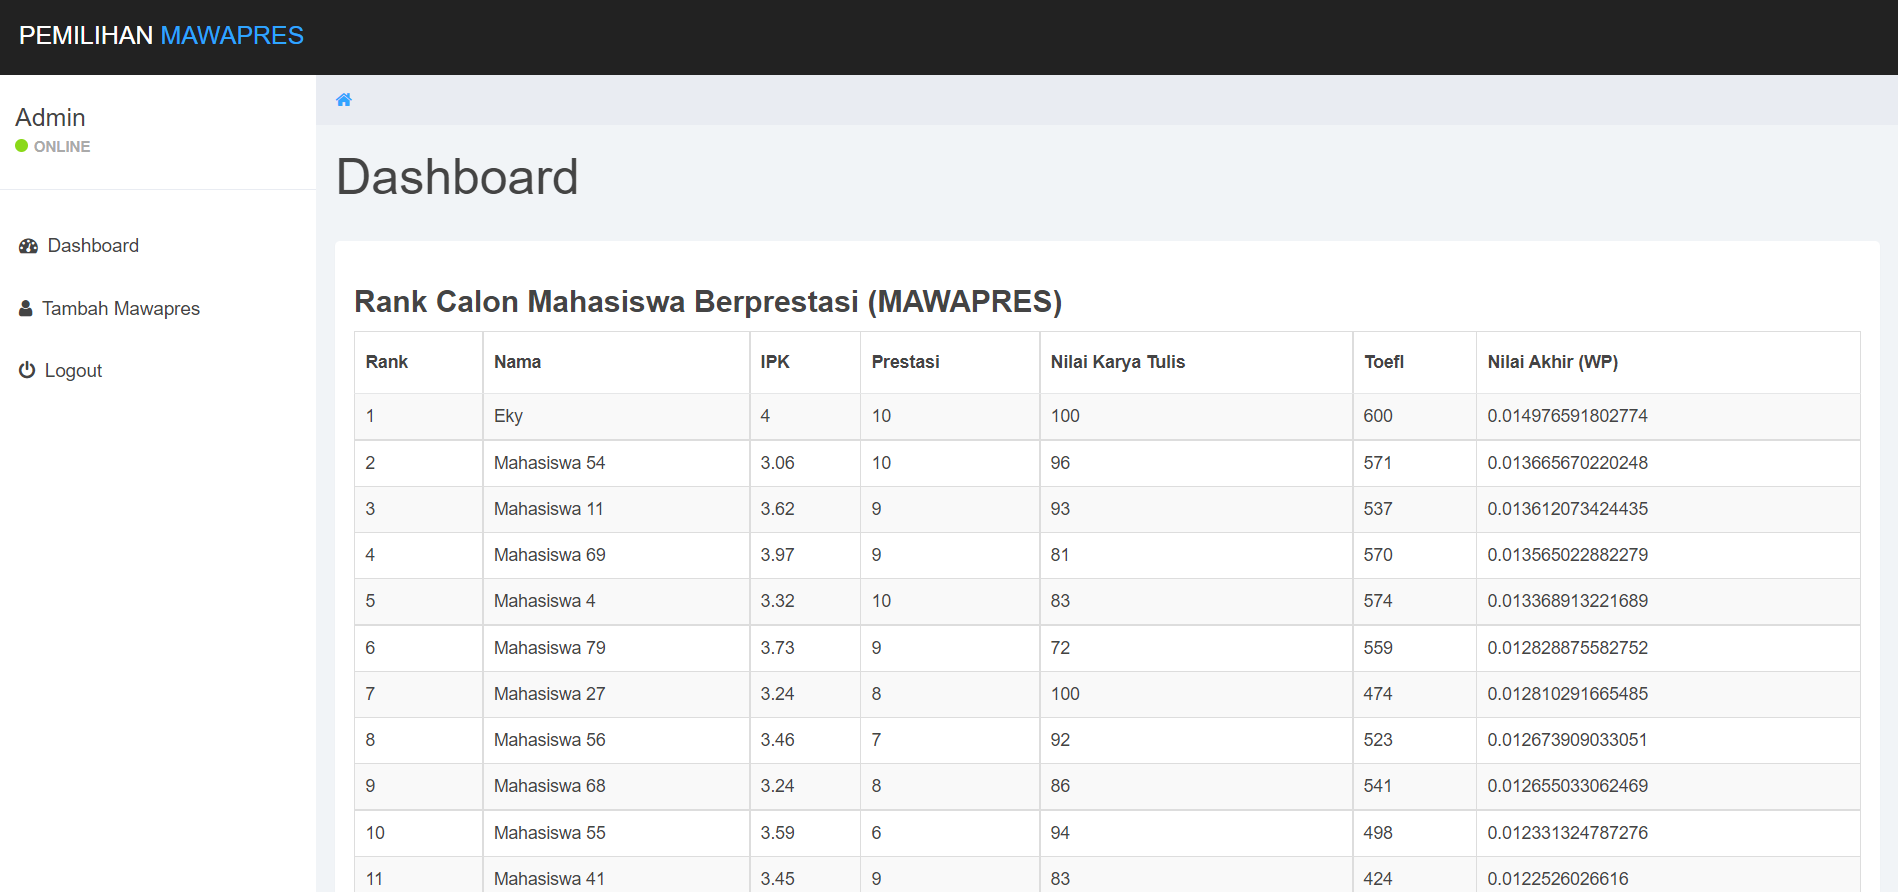 PEMILIHAN MAWAPRES
Admin
ONLINE
Dashboard
Tambah Mawapres
Logout
Dashboard
Rank Calon Mahasiswa Berprestasi (MAWAPRES)
Rank Nama IPK Prestasi Nilai Karya Tulis Toefl Nilai Akhir (WP)
1 Eky 4 10 100 600 0.014976591802774
2 Mahasiswa 54 3.06 10 96 571 0.013665670220248
3 Mahasiswa 11 3.62 9 93 537 0.013612073424435
4 Mahasiswa 69 3.97 9 81 570 0.013565022882279
5 Mahasiswa 4 3.32 10 83 574 0.013368913221689
6 Mahasiswa 79 3.73 9 72 559 0.012828875582752
7 Mahasiswa 27 3.24 8 100 474 0.012810291665485
8 Mahasiswa 56 3.46 7 92 523 0.012673909033051
9 Mahasiswa 68 3.24 8 86 541 0.012655033062469
10 Mahasiswa 55 3.59 6 94 498 0.012331324787276
11 Mahasiswa 41 3.45 9 83 424 0.0122526026616